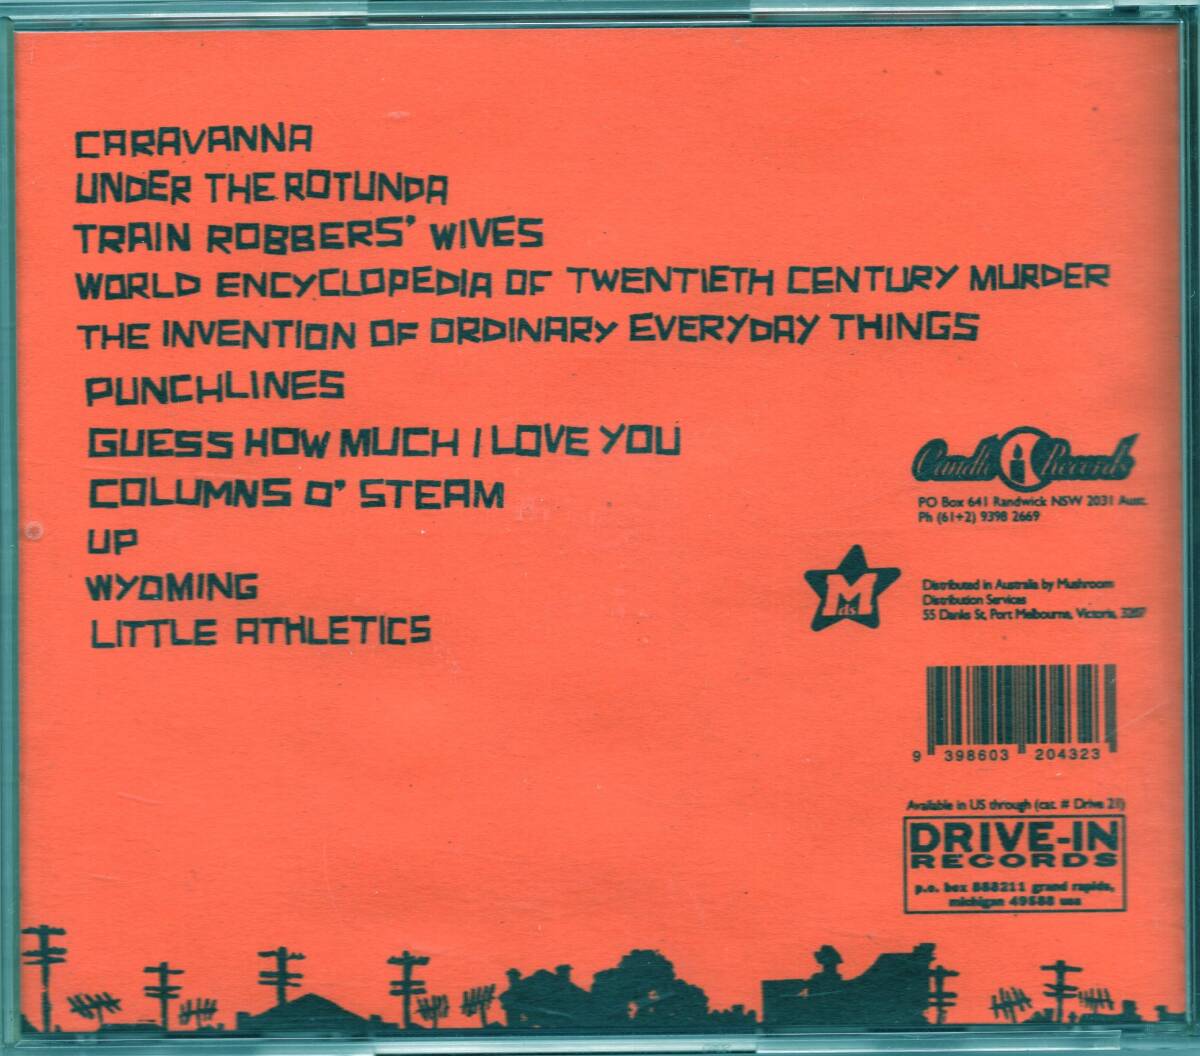 CARAVANNA
UNDER THE ROTUNDA
TRAIN ROBBERS' WIVES
WORLD ENCYCLOPEDIA OF TWENTIETH CENTURY MURDER
THE INVENTION OF ORDINARY EVERYDAY THINGS
PUNCHLINES
GUESS HOW MUCH I LOVE YOU
COLUMNS O' STEAM
UP
WYOMING
LITTLE ATHLETICS
Candle Records
PO Box 641 Randwick NSW 2031 Aust.
Ph (61+2) 9398 2669
M
ds
Distributed in Australia by Mushroom
Distribution Services
55 Danks St, Port Melbourne, Victoria, 3207
9 398603 204323
Available in US through (cat. # Drive 21)
DRIVE-IN
RECORDS
p.o. box 888211 grand rapids,
michigan 49588 usa